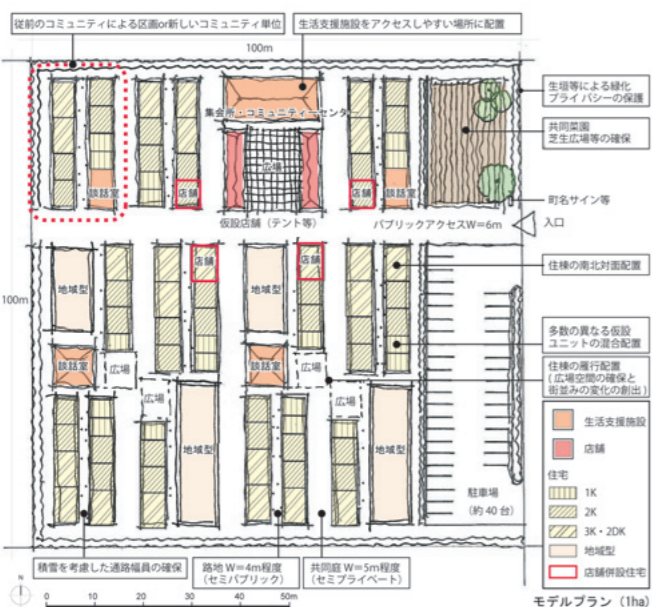 従前のコミュニティによる区画or新しいコミュニティ単位
生活支援施設をアクセスしやすい場所に配置
100m
生垣等による緑化
プライバシーの保護
集会所・コミュニティーセンター
共同菜園
芝生広場等の確保
広場
談話室
店舗
店舗
談話室
町名サイン等
仮設店舗（テント等）
パブリックアクセスW＝6m
入口
店舗
店舗
住棟の南北対面配置
地域型
地域型
100m
多数の異なる仮設
ユニットの混合配置
談話室
広場
談話室
広場
住棟の雁行配置
(広場空間の確保と
街並みの変化の創出)
広場
広場
生活支援施設
店舗
地域型
地域型
住宅
駐車場
（約40台）
1K
2K
3K・2DK
地域型
店舗併設住宅
積雪を考慮した通路幅員の確保
路地 W＝4m程度
（セミパブリック）
共同庭 W＝5m程度
（セミプライベート）
N
0
10
20
30
40
50m
モデルプラン（1ha）